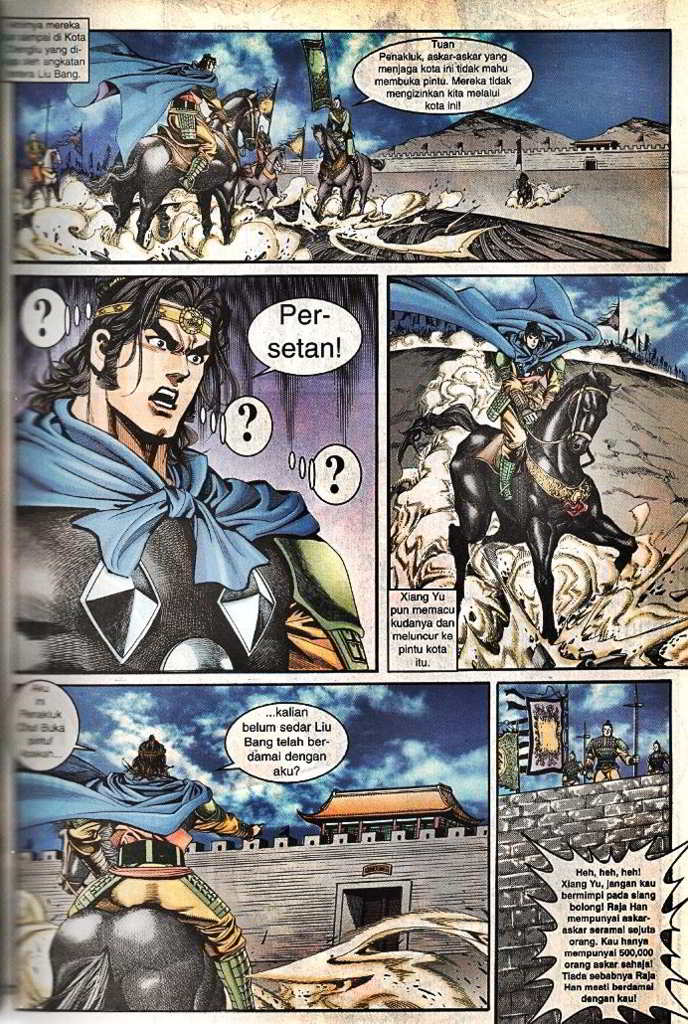 mereka
sampai di Kota
yang di-
oleh angkatan
Liu Bang.
Tuan
Penakluk, askar-askar yang
menjaga kota ini tidak mahu
membuka pintu. Mereka tidak
mengizinkan kita melalui
kota ini!
?
Per-
setan!
?
?
Xiang Yu
pun memacu
kudanya dan
meluncur ke
pintu kota
itu.
Aku
Penakluk
Buka
pintu!
...kalian
belum sedar Liu
Bang telah ber-
damai dengan
aku?
Heh, heh, heh!
Xiang Yu, jangan kau
bermimpi pada siang
bolong! Raja Han
mempunyai askar-
askar seramai sejuta
orang. Kau hanya
mempunyai 500,000
orang askar sahaja!
Tiada sebabnya Raja
Han mesti berdamai
dengan kau!